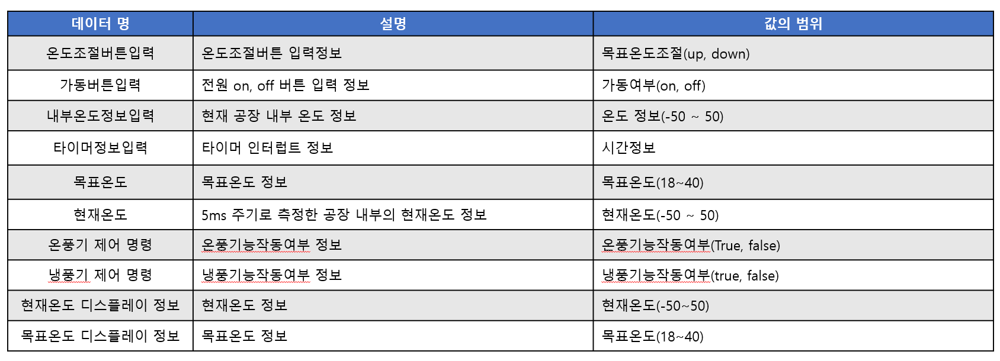 데이터 명 설명 값의 범위
온도조절버튼입력 온도조절버튼 입력정보 목표온도조절(up, down)
가동버튼입력 전원 on, off 버튼 입력 정보 가동여부(on, off)
내부온도정보입력 현재 공장 내부 온도 정보 온도 정보(-50 ~ 50)
타이머정보입력 타이머 인터럽트 정보 시간정보
목표온도 목표온도 정보 목표온도(18~40)
현재온도 5ms 주기로 측정한 공장 내부의 현재온도 정보 현재온도(-50 ~ 50)
온풍기 제어 명령 온풍기능작동여부 정보 온풍기능작동여부(True, false)
냉풍기 제어 명령 냉풍기능작동여부 정보 냉풍기능작동여부(true, false)
현재온도 디스플레이 정보 현재온도 정보 현재온도(-50~50)
목표온도 디스플레이 정보 목표온도 정보 목표온도(18~40)